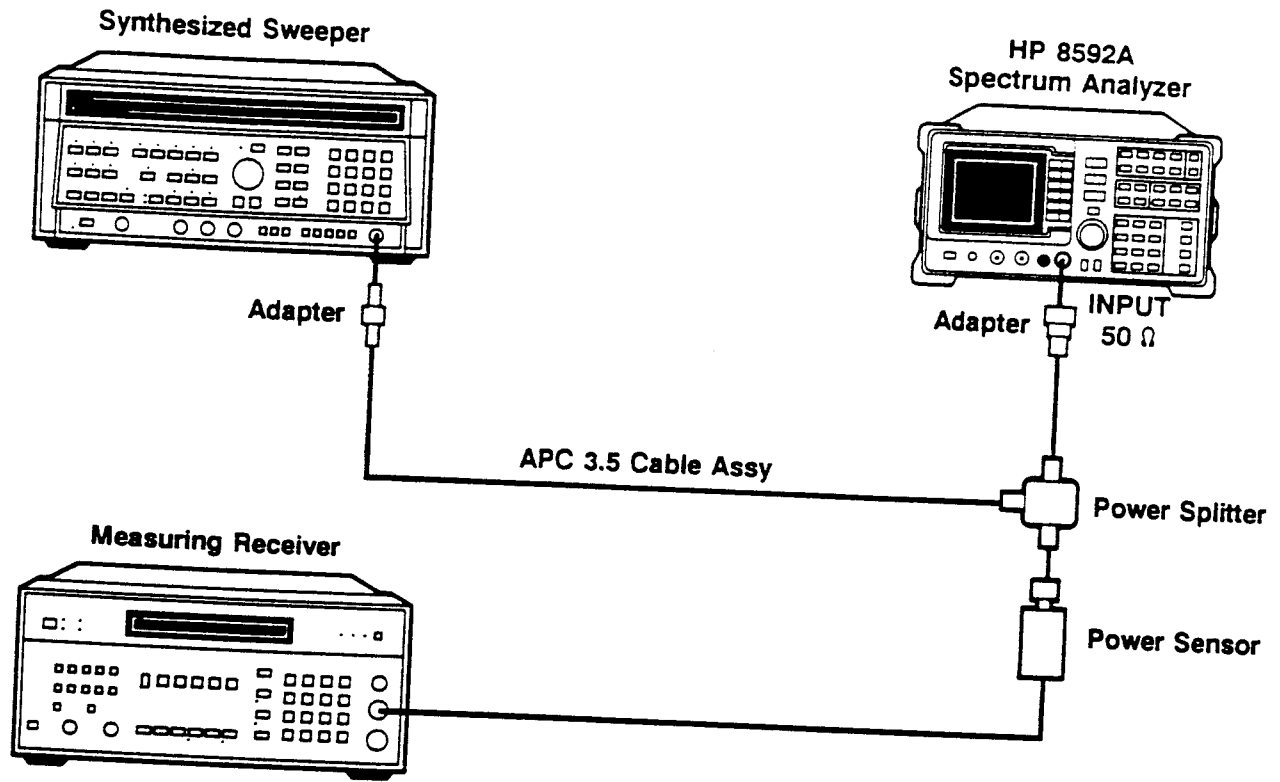 Synthesized Sweeper
HP 8592A
Spectrum Analyzer
Adapter
Adapter
INPUT
50 Ω
APC 3.5 Cable Assy
Power Splitter
Measuring Receiver
Power Sensor